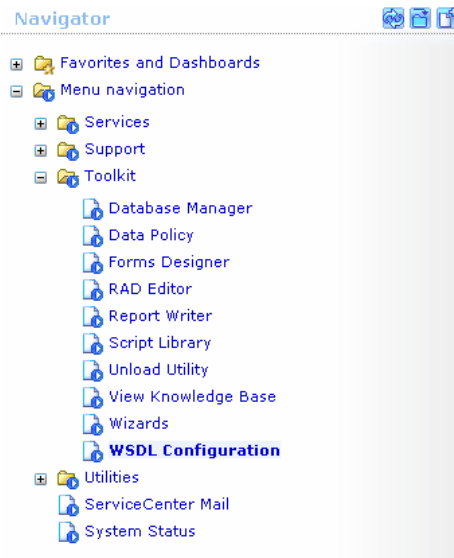 Navigator
Favorites and Dashboards
Menu navigation
Services
Support
Toolkit
Database Manager
Data Policy
Forms Designer
RAD Editor
Report Writer
Script Library
Unload Utility
View Knowledge Base
Wizards
WSDL Configuration
Utilities
ServiceCenter Mail
System Status